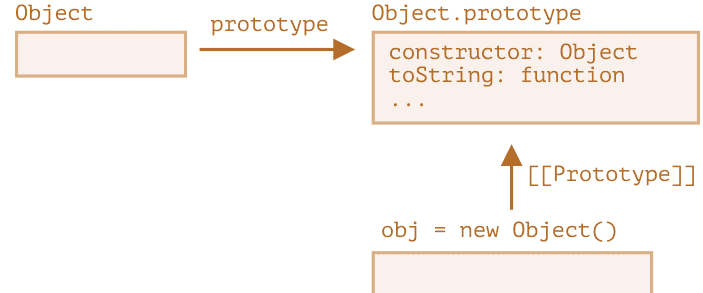 Object
prototype
Object.prototype
constructor: Object
toString: function
...
[[Prototype]]
obj = new Object()